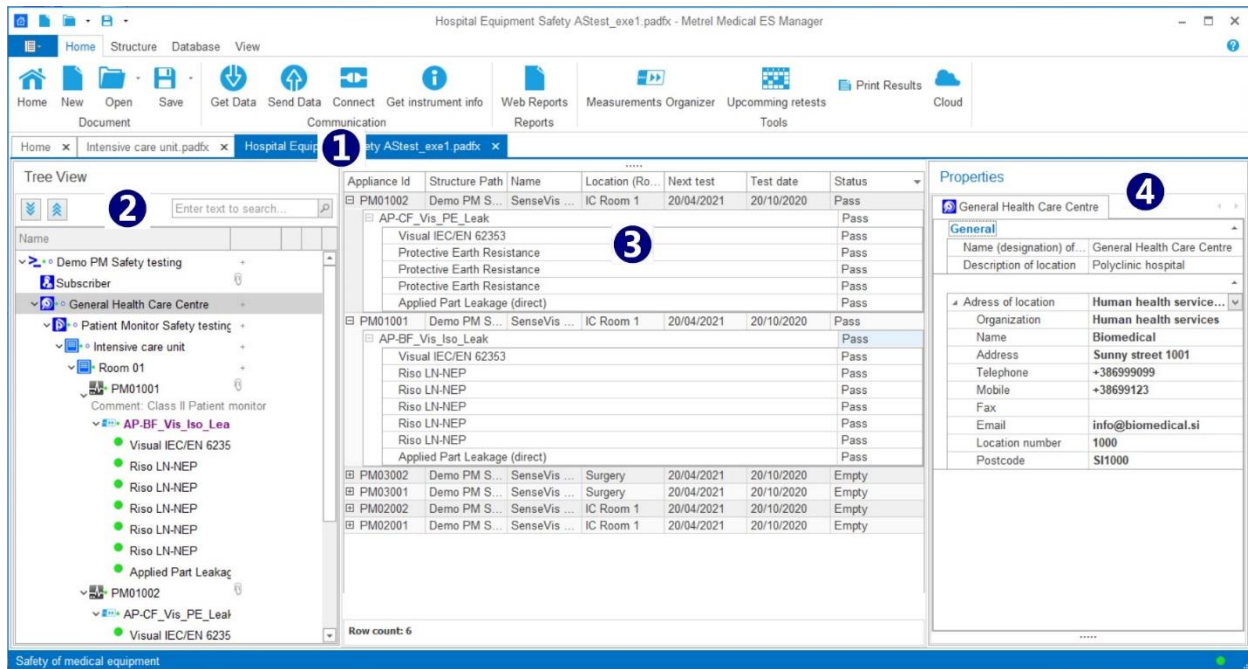 Hospital Equipment Safety AStest_exe1.padfx - Metrel Medical ES Manager
Home Structure Database View
Home New Open Save Get Data Send Data Connect Get instrument info Web Reports Measurements Organizer Upcomming retests Print Results Cloud
Document Communication Reports Tools
Home Intensive care unit.padfx Hospital Equip ety AStest_exe1.padfx
1
Tree View
2
Enter text to search...
Name
Demo PM Safety testing
Subscriber
General Health Care Centre
Patient Monitor Safety testing
Intensive care unit
Room 01
PM01001
Comment: Class II Patient monitor
AP-BF_Vis_Iso_Lea
Visual IEC/EN 6235
Riso LN-NEP
Riso LN-NEP
Riso LN-NEP
Riso LN-NEP
Riso LN-NEP
Applied Part Leakag
PM01002
AP-CF_Vis_PE_Leak
Visual IEC/EN 6235
Appliance Id Structure Path Name Location (Ro... Next test Test date Status
PM01002 Demo PM S... SenseVis ... IC Room 1 20/04/2021 20/10/2020 Pass
AP-CF_Vis_PE_Leak Pass
3
Visual IEC/EN 62353 Pass
Protective Earth Resistance Pass
Protective Earth Resistance Pass
Protective Earth Resistance Pass
Applied Part Leakage (direct) Pass
PM01001 Demo PM S... SenseVis ... IC Room 1 20/04/2021 20/10/2020 Pass
AP-BF_Vis_Iso_Leak Pass
Visual IEC/EN 62353 Pass
Riso LN-NEP Pass
Riso LN-NEP Pass
Riso LN-NEP Pass
Riso LN-NEP Pass
Riso LN-NEP Pass
Applied Part Leakage (direct) Pass
PM03002 Demo PM S... SenseVis ... Surgery 20/04/2021 20/10/2020 Empty
PM03001 Demo PM S... SenseVis ... Surgery 20/04/2021 20/10/2020 Empty
PM02002 Demo PM S... SenseVis ... IC Room 1 20/04/2021 20/10/2020 Empty
PM02001 Demo PM S... SenseVis ... IC Room 1 20/04/2021 20/10/2020 Empty
Row count: 6
Properties
4
General Health Care Centre
General
Name (designation) of... General Health Care Centre
Description of location Polyclinic hospital
Adress of location Human health service...
Organization Human health services
Name Biomedical
Address Sunny street 1001
Telephone +386999099
Mobile +38699123
Fax
Email info@biomedical.si
Location number 1000
Postcode SI1000
Safety of medical equipment